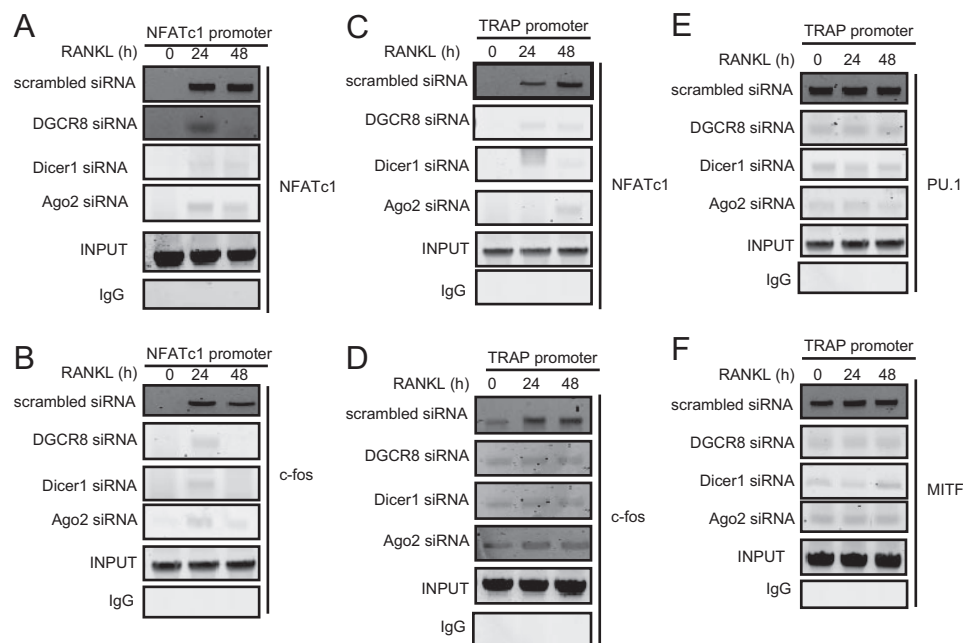 A
NFATc1 promoter
RANKL (h) 0 24 48
scrambled siRNA
DGCR8 siRNA
Dicer1 siRNA
Ago2 siRNA
INPUT
IgG
NFATc1
B
NFATc1 promoter
RANKL (h) 0 24 48
scrambled siRNA
DGCR8 siRNA
Dicer1 siRNA
Ago2 siRNA
INPUT
IgG
c-fos
C
TRAP promoter
RANKL (h) 0 24 48
scrambled siRNA
DGCR8 siRNA
Dicer1 siRNA
Ago2 siRNA
INPUT
IgG
NFATc1
D
TRAP promoter
RANKL (h) 0 24 48
scrambled siRNA
DGCR8 siRNA
Dicer1 siRNA
Ago2 siRNA
INPUT
IgG
c-fos
E
TRAP promoter
RANKL (h) 0 24 48
scrambled siRNA
DGCR8 siRNA
Dicer1 siRNA
Ago2 siRNA
INPUT
IgG
PU.1
F
TRAP promoter
RANKL (h) 0 24 48
scrambled siRNA
DGCR8 siRNA
Dicer1 siRNA
Ago2 siRNA
INPUT
IgG
MITF